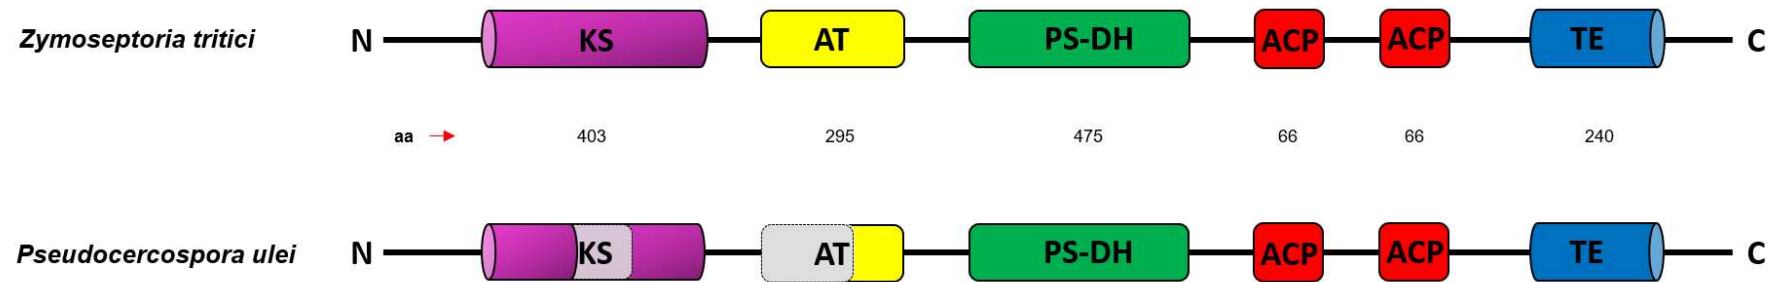 Zymoseptoria tritici N KS AT PS-DH ACP ACP TE C
aa 403 295 475 66 66 240
Pseudocercospora ulei N KS AT PS-DH ACP ACP TE C